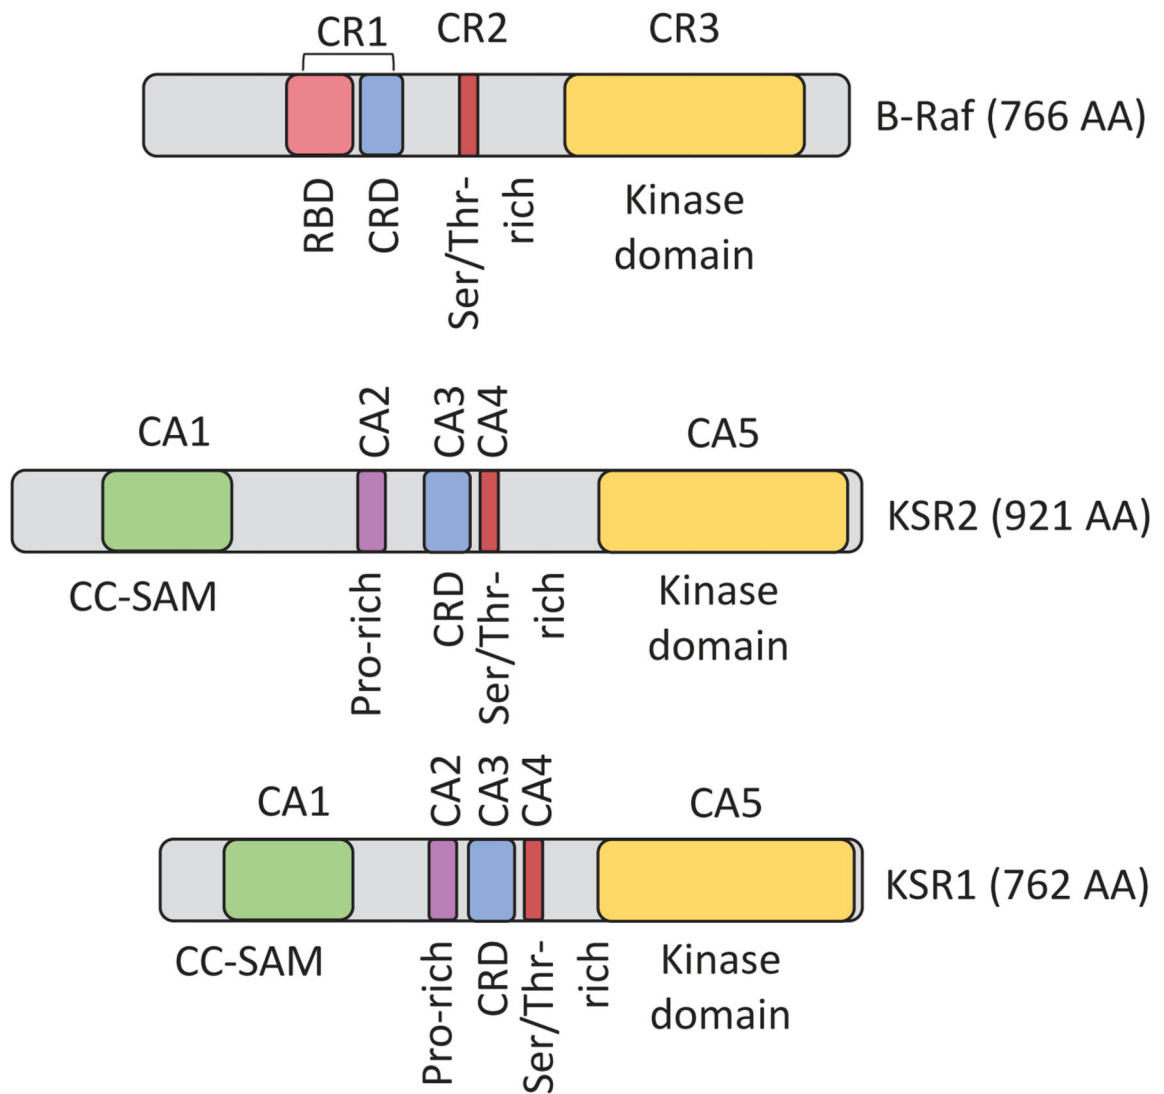 CR1 CR2 CR3
B-Raf (766 AA)
RBD
CRD
Ser/Thr-
rich
Kinase
domain
CA1
CA2
CA3
CA4
CA5
KSR2 (921 AA)
CC-SAM
Pro-rich
CRD
Ser/Thr-
rich
Kinase
domain
CA1
CA2
CA3
CA4
CA5
KSR1 (762 AA)
CC-SAM
Pro-rich
CRD
Ser/Thr-
rich
Kinase
domain